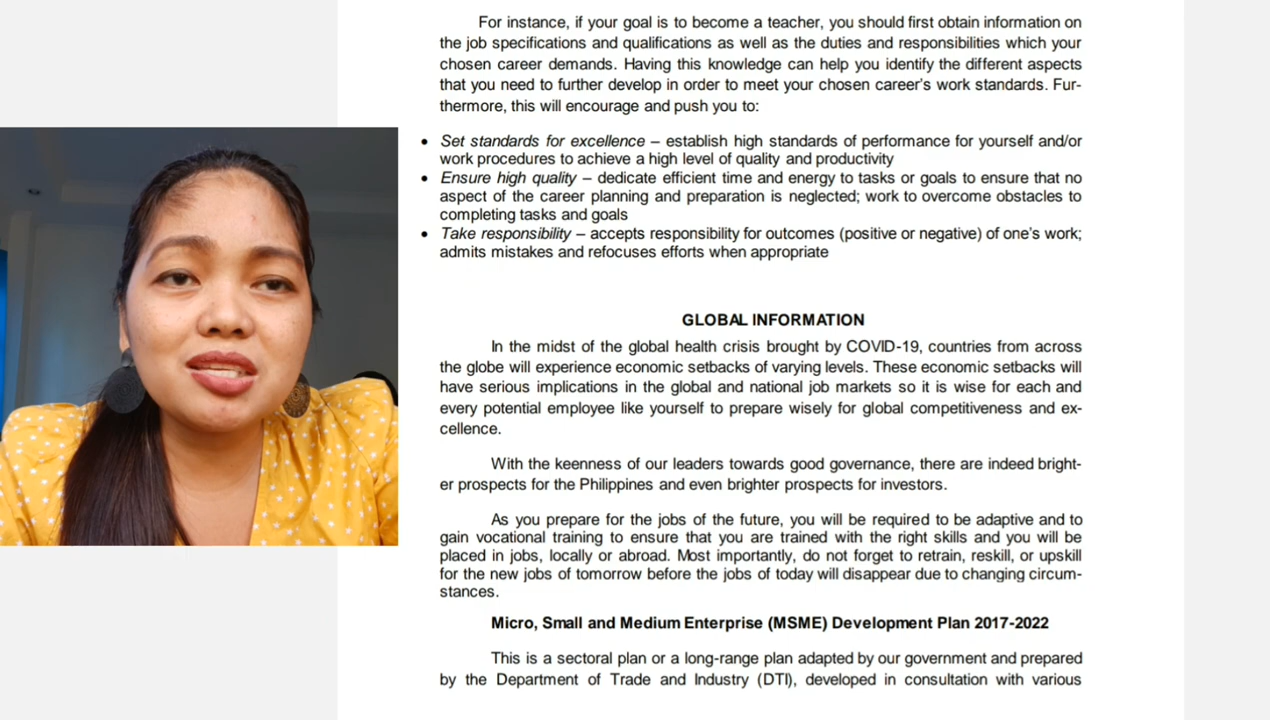 For instance, if your goal is to become a teacher, you should first obtain information on
the job specifications and qualifications as well as the duties and responsibilities which your
chosen career demands. Having this knowledge can help you identify the different aspects
that you need to further develop in order to meet your chosen career's work standards. Fur-
thermore, this will encourage and push you to:
• Set standards for excellence – establish high standards of performance for yourself and/or
work procedures to achieve a high level of quality and productivity
• Ensure high quality – dedicate efficient time and energy to tasks or goals to ensure that no
aspect of the career planning and preparation is neglected; work to overcome obstacles to
completing tasks and goals
• Take responsibility – accepts responsibility for outcomes (positive or negative) of one's work;
admits mistakes and refocuses efforts when appropriate
GLOBAL INFORMATION
In the midst of the global health crisis brought by COVID-19, countries from across
the globe will experience economic setbacks of varying levels. These economic setbacks will
have serious implications in the global and national job markets so it is wise for each and
every potential employee like yourself to prepare wisely for global competitiveness and ex-
cellence.
With the keenness of our leaders towards good governance, there are indeed bright-
er prospects for the Philippines and even brighter prospects for investors.
As you prepare for the jobs of the future, you will be required to be adaptive and to
gain vocational training to ensure that you are trained with the right skills and you will be
placed in jobs, locally or abroad. Most importantly, do not forget to retrain, reskill, or upskill
for the new jobs of tomorrow before the jobs of today will disappear due to changing circum-
stances.
Micro, Small and Medium Enterprise (MSME) Development Plan 2017-2022
This is a sectoral plan or a long-range plan adapted by our government and prepared
by the Department of Trade and Industry (DTI), developed in consultation with various